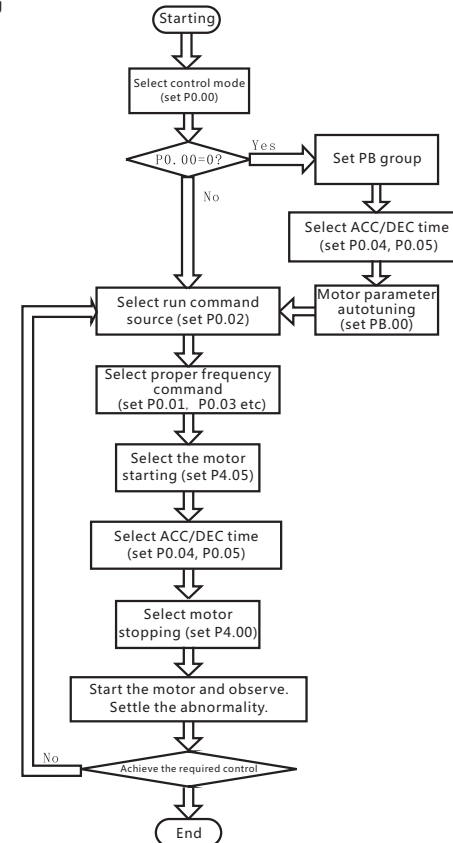 Starting
Select control mode
(set P0.00)
P0.00=0?
Yes
No
Set PB group
Select ACC/DEC time
(set P0.04, P0.05)
Motor parameter
autotuning
(set PB.00)
Select run command
source (set P0.02)
Select proper frequency
command
(set P0.01, P0.03 etc)
Select the motor
starting (set P4.05)
Select ACC/DEC time
(set P0.04, P0.05)
Select motor
stopping (set P4.00)
Start the motor and observe.
Settle the abnormality.
No
Achieve the required control
End